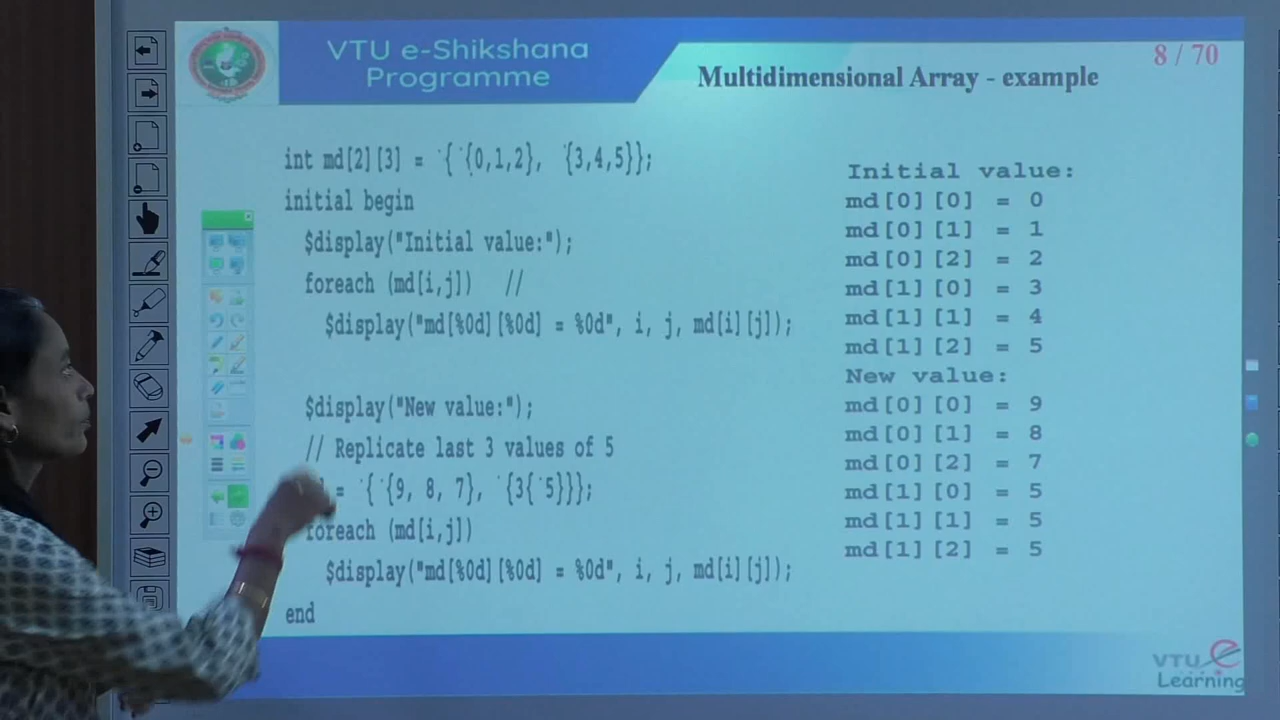 VTU e-Shikshana
Programme
Multidimensional Array - example
8 / 70
int md[2][3] = '{ '{0,1,2}, '{3,4,5}};
initial begin
$display("Initial value:");
foreach (md[i,j]) //
$display("md[%0d][%0d] = %0d", i, j, md[i][j]);
$display("New value:");
// Replicate last 3 values of 5
= '{ '{9, 8, 7}, '{3{ '5}}};
foreach (md[i,j])
$display("md[%0d][%0d] = %0d", i, j, md[i][j]);
end
Initial value:
md[0][0] = 0
md[0][1] = 1
md[0][2] = 2
md[1][0] = 3
md[1][1] = 4
md[1][2] = 5
New value:
md[0][0] = 9
md[0][1] = 8
md[0][2] = 7
md[1][0] = 5
md[1][1] = 5
md[1][2] = 5
VTU e
Learning